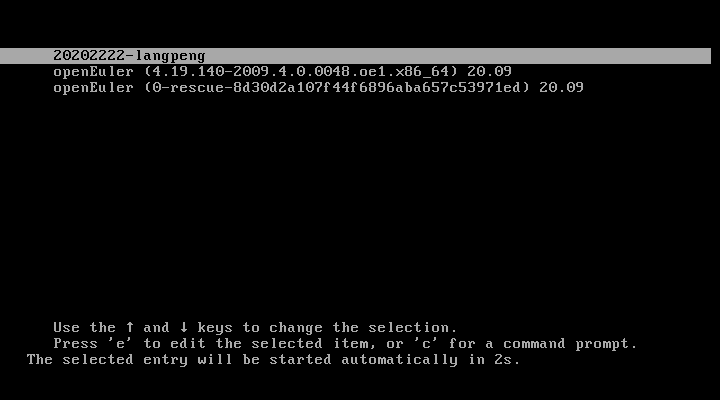 20202222-langpeng
openEuler (4.19.140-2009.4.0.0048.oe1.x86_64) 20.09
openEuler (0-rescue-8d30d2a107f44f6896aba657c53971ed) 20.09
Use the ↑ and ↓ keys to change the selection.
Press 'e' to edit the selected item, or 'c' for a command prompt.
The selected entry will be started automatically in 2s.